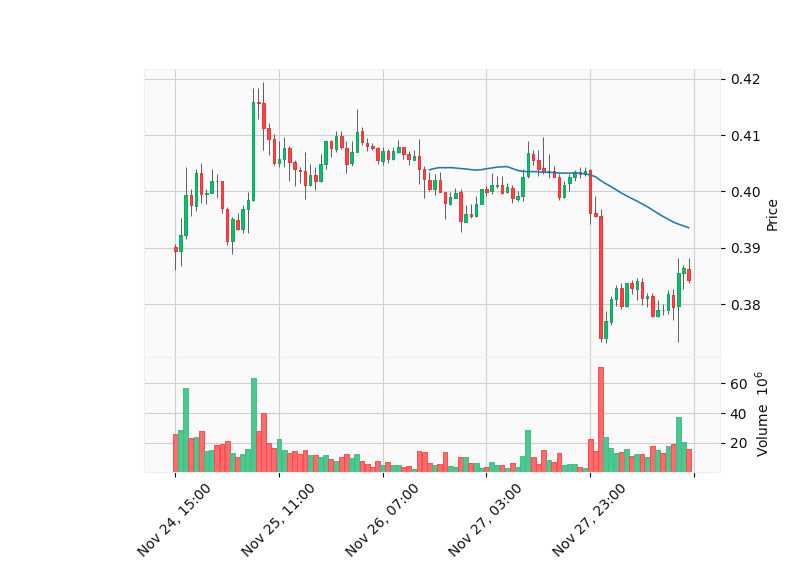 0.42
0.41
0.40
0.39
0.38
Price
60
40
20
Volume 10^6
Nov 24, 15:00
Nov 25, 11:00
Nov 26, 07:00
Nov 27, 03:00
Nov 27, 23:00